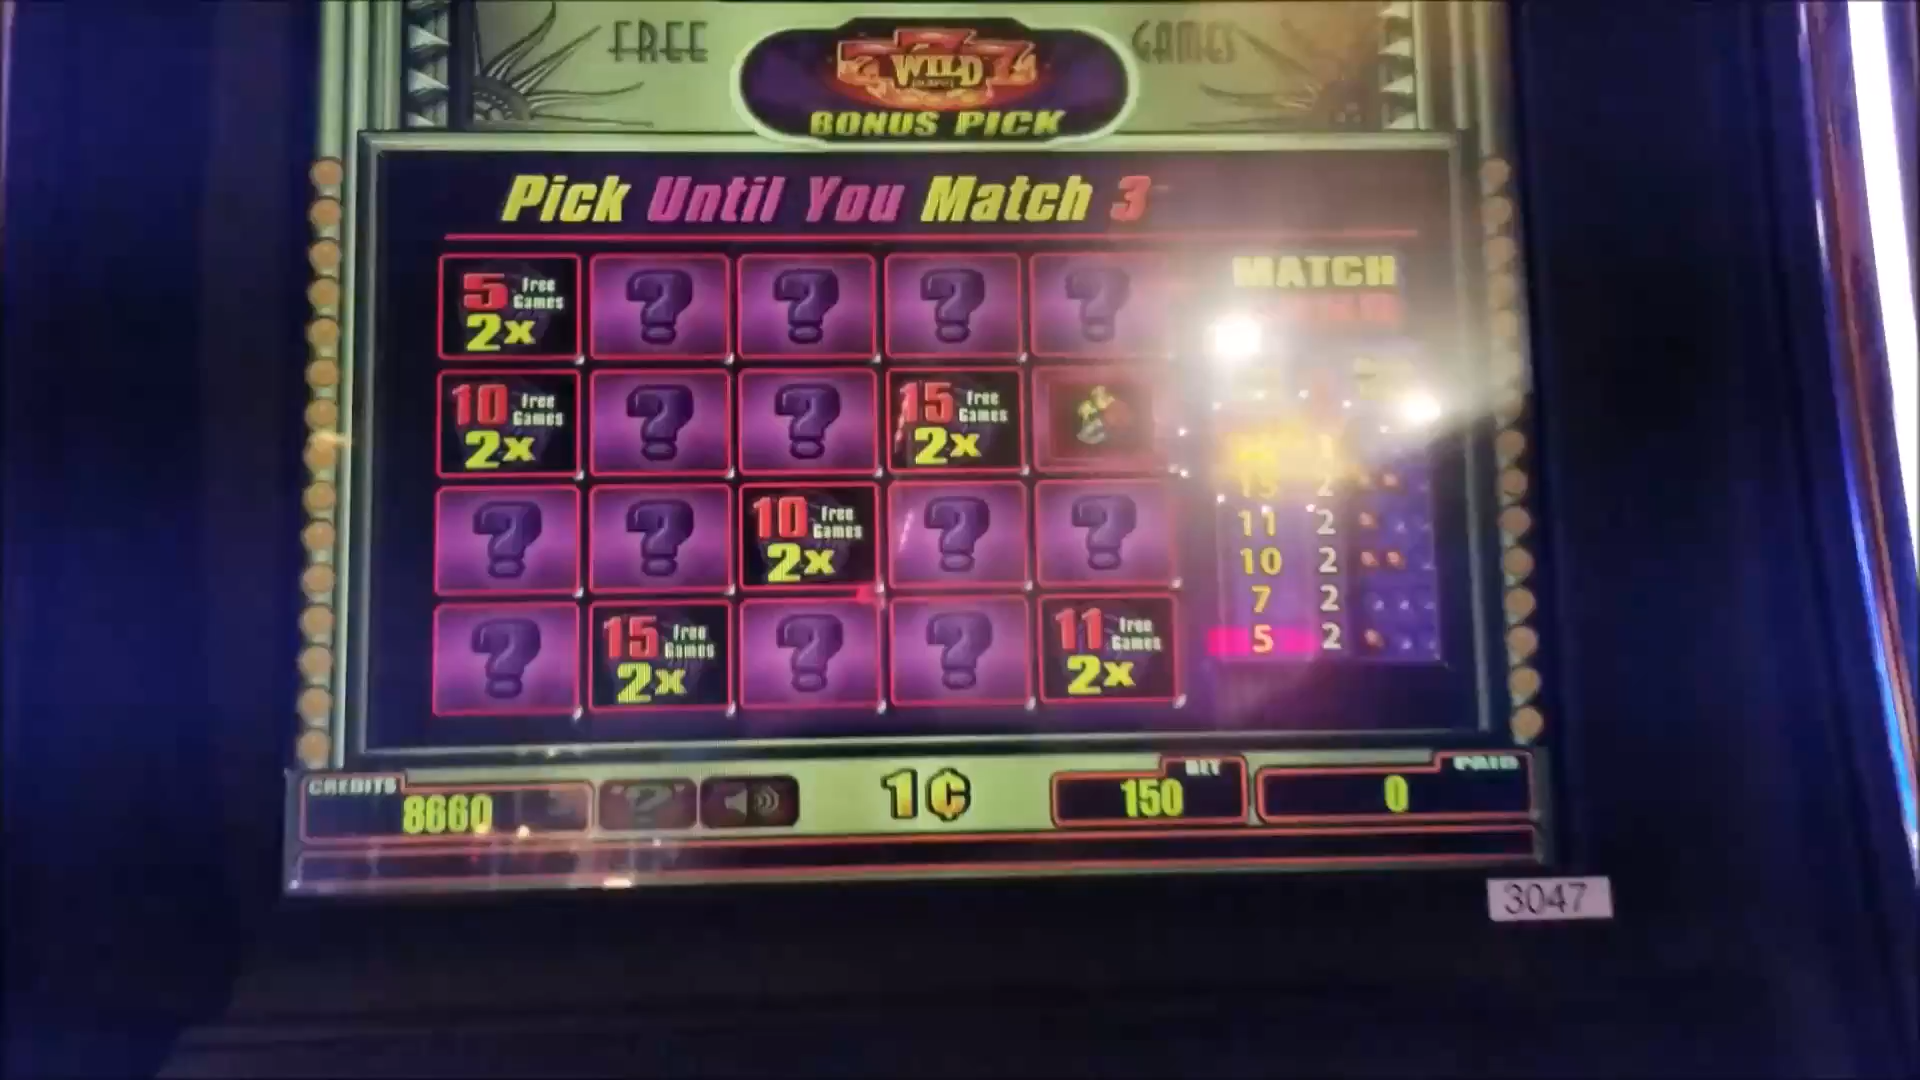 FREE GAMES
WILD
BONUS PICK
Pick Until You Match 3
5 Free Games 2x
MATCH
10 Free Games 2x
15 Free Games 2x
15 2
11 2
10 2
7 2
5 2
10 Free Games 2x
15 Free Games 2x
11 Free Games 2x
CREDITS 8660
1¢
BET 150
PAID 0
3047